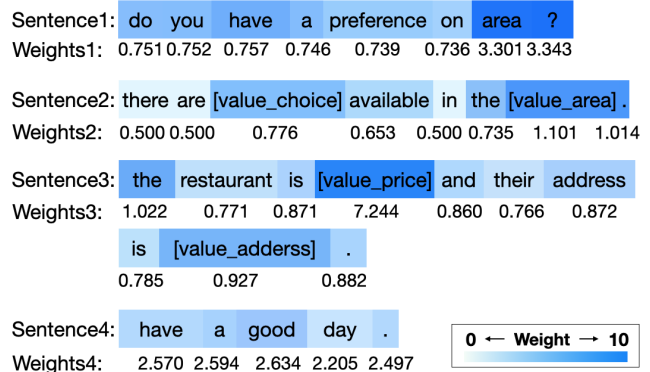 Sentence1: do you have a preference on area ?
Weights1: 0.751 0.752 0.757 0.746 0.739 0.736 3.301 3.343
Sentence2: there are [value_choice] available in the [value_area] .
Weights2: 0.500 0.500 0.776 0.653 0.500 0.735 1.101 1.014
Sentence3: the restaurant is [value_price] and their address
Weights3: 1.022 0.771 0.871 7.244 0.860 0.766 0.872
is [value_adderss] .
0.785 0.927 0.882
Sentence4: have a good day .
Weights4: 2.570 2.594 2.634 2.205 2.497
0 ← Weight → 10